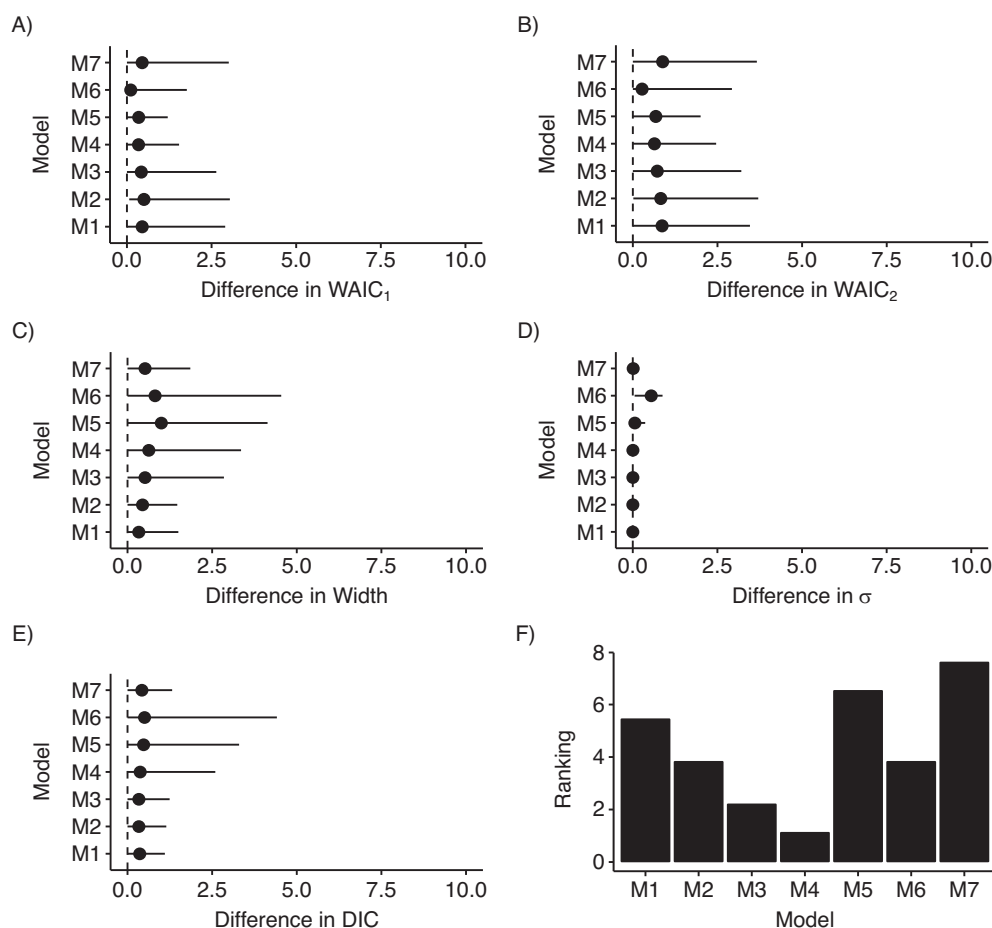 A)
Model
M7
M6
M5
M4
M3
M2
M1
0.0 2.5 5.0 7.5 10.0
Difference in WAIC₁
B)
Model
M7
M6
M5
M4
M3
M2
M1
0.0 2.5 5.0 7.5 10.0
Difference in WAIC₂
C)
Model
M7
M6
M5
M4
M3
M2
M1
0.0 2.5 5.0 7.5 10.0
Difference in Width
D)
Model
M7
M6
M5
M4
M3
M2
M1
0.0 2.5 5.0 7.5 10.0
Difference in σ
E)
Model
M7
M6
M5
M4
M3
M2
M1
0.0 2.5 5.0 7.5 10.0
Difference in DIC
F)
Ranking
8
6
4
2
0
M1 M2 M3 M4 M5 M6 M7
Model